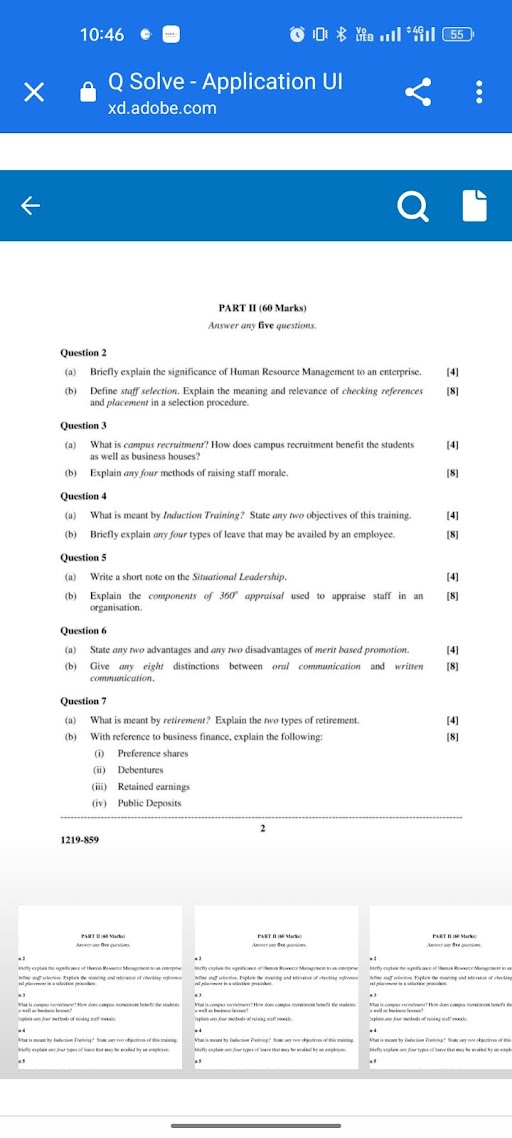 10:46
Vo
LTE
4G
55
Q Solve - Application UI
xd.adobe.com
PART II (60 Marks)
Answer any five questions.
Question 2
(a) Briefly explain the significance of Human Resource Management to an enterprise. [4]
(b) Define staff selection. Explain the meaning and relevance of checking references [8]
and placement in a selection procedure.
Question 3
(a) What is campus recruitment? How does campus recruitment benefit the students [4]
as well as business houses?
(b) Explain any four methods of raising staff morale. [8]
Question 4
(a) What is meant by Induction Training? State any two objectives of this training. [4]
(b) Briefly explain any four types of leave that may be availed by an employee. [8]
Question 5
(a) Write a short note on the Situational Leadership. [4]
(b) Explain the components of 360° appraisal used to appraise staff in an [8]
organisation.
Question 6
(a) State any two advantages and any two disadvantages of merit based promotion. [4]
(b) Give any eight distinctions between oral communication and written [8]
communication.
Question 7
(a) What is meant by retirement? Explain the two types of retirement. [4]
(b) With reference to business finance, explain the following: [8]
(i) Preference shares
(ii) Debentures
(iii) Retained earnings
(iv) Public Deposits
2
1219-859
PART II (60 Marks)
Answer any five questions.
PART II (60 Marks)
Answer any five questions.
PART II (60 Marks)
Answer any five questions.